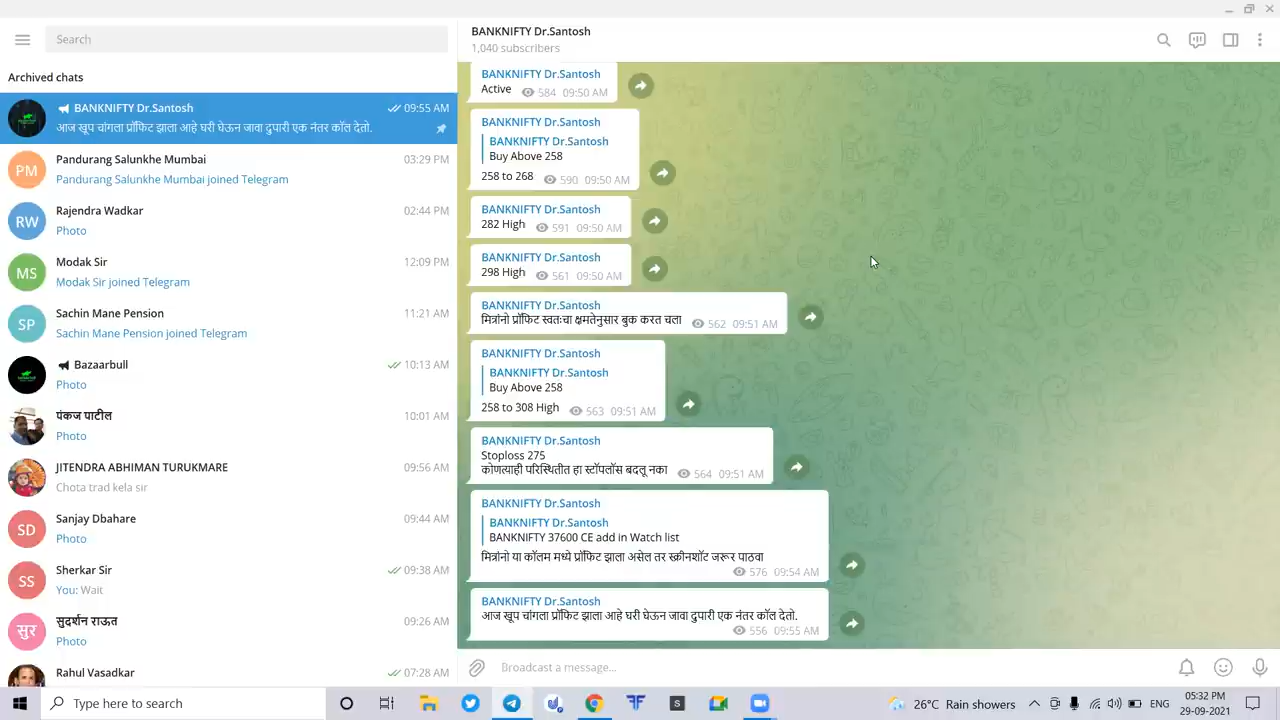 Search
Archived chats
BANKNIFTY Dr.Santosh
09:55 AM
आज खूप चांगला प्रॉफिट झाला आहे घरी घेऊन जावा दुपारी एक नंतर कॉल देतो.
PM
Pandurang Salunkhe Mumbai
03:29 PM
Pandurang Salunkhe Mumbai joined Telegram
RW
Rajendra Wadkar
02:44 PM
Photo
MS
Modak Sir
12:09 PM
Modak Sir joined Telegram
SP
Sachin Mane Pension
11:21 AM
Sachin Mane Pension joined Telegram
Bazaarbull
10:13 AM
Photo
पंकज पाटील
10:01 AM
Photo
JITENDRA ABHIMAN TURUKMARE
09:56 AM
Chota trad kela sir
SD
Sanjay Dbahare
09:44 AM
Photo
SS
Sherkar Sir
09:38 AM
You: Wait
सुर
सुदर्शन राऊत
09:26 AM
Photo
Rahul Vasadkar
07:28 AM
BANKNIFTY Dr.Santosh
1,040 subscribers
BANKNIFTY Dr.Santosh
Active 584 09:50 AM
BANKNIFTY Dr.Santosh
BANKNIFTY Dr.Santosh
Buy Above 258
258 to 268 590 09:50 AM
BANKNIFTY Dr.Santosh
282 High 591 09:50 AM
BANKNIFTY Dr.Santosh
298 High 561 09:50 AM
BANKNIFTY Dr.Santosh
मित्रांनो प्रॉफिट स्वतःचा क्षमतेनुसार बुक करत चला 562 09:51 AM
BANKNIFTY Dr.Santosh
BANKNIFTY Dr.Santosh
Buy Above 258
258 to 308 High 563 09:51 AM
BANKNIFTY Dr.Santosh
Stoploss 275
कोणत्याही परिस्थितीत हा स्टॉपलॉस बदलू नका 564 09:51 AM
BANKNIFTY Dr.Santosh
BANKNIFTY Dr.Santosh
BANKNIFTY 37600 CE add in Watch list
मित्रांनो या कॉलम मध्ये प्रॉफिट झाला असेल तर स्क्रीनशॉट जरूर पाठवा
576 09:54 AM
BANKNIFTY Dr.Santosh
आज खूप चांगला प्रॉफिट झाला आहे घरी घेऊन जावा दुपारी एक नंतर कॉल देतो.
556 09:55 AM
Broadcast a message...
Type here to search
26°C Rain showers
ENG
05:32 PM
29-09-2021